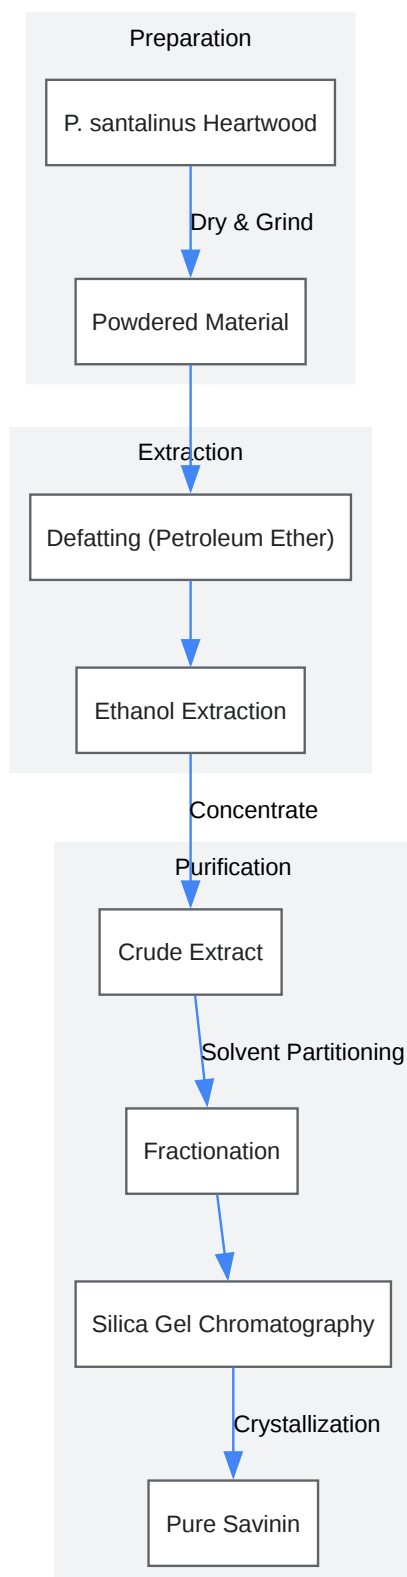 Preparation
P. santalinus Heartwood
Dry & Grind
Powdered Material
Extraction
Defatting (Petroleum Ether)
Ethanol Extraction
Concentrate
Purification
Crude Extract
Solvent Partitioning
Fractionation
Silica Gel Chromatography
Crystallization
Pure Savinin